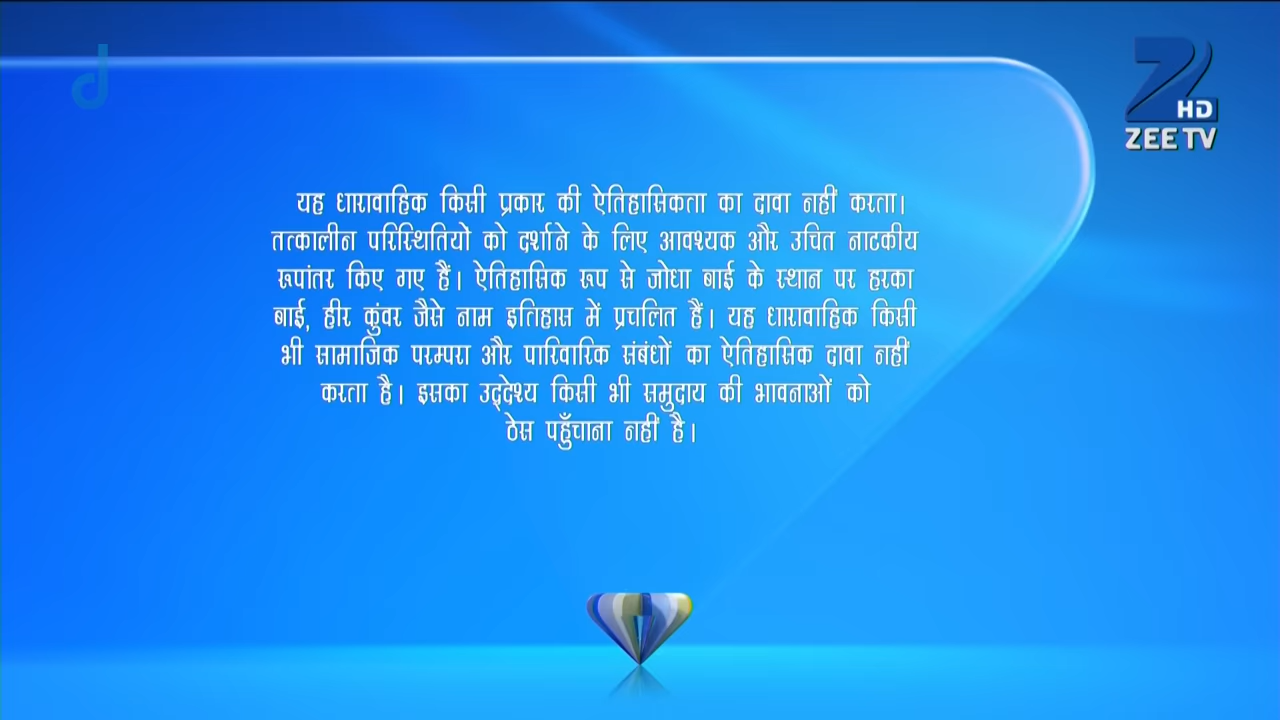 HD
ZEE TV
यह धारावाहिक किसी प्रकार की ऐतिहासिकता का दावा नहीं करता।
तत्कालीन परिस्थितियों को दर्शाने के लिए आवश्यक और उचित नाटकीय
रूपांतर किए गए हैं। ऐतिहासिक रूप से जोधा बाई के स्थान पर हरका
बाई, हीर कुंवर जैसे नाम इतिहास में प्रचलित हैं। यह धारावाहिक किसी
भी सामाजिक परम्परा और पारिवारिक संबंधों का ऐतिहासिक दावा नहीं
करता है। इसका उद्देश्य किसी भी समुदाय की भावनाओं को
ठेस पहुँचाना नहीं है।